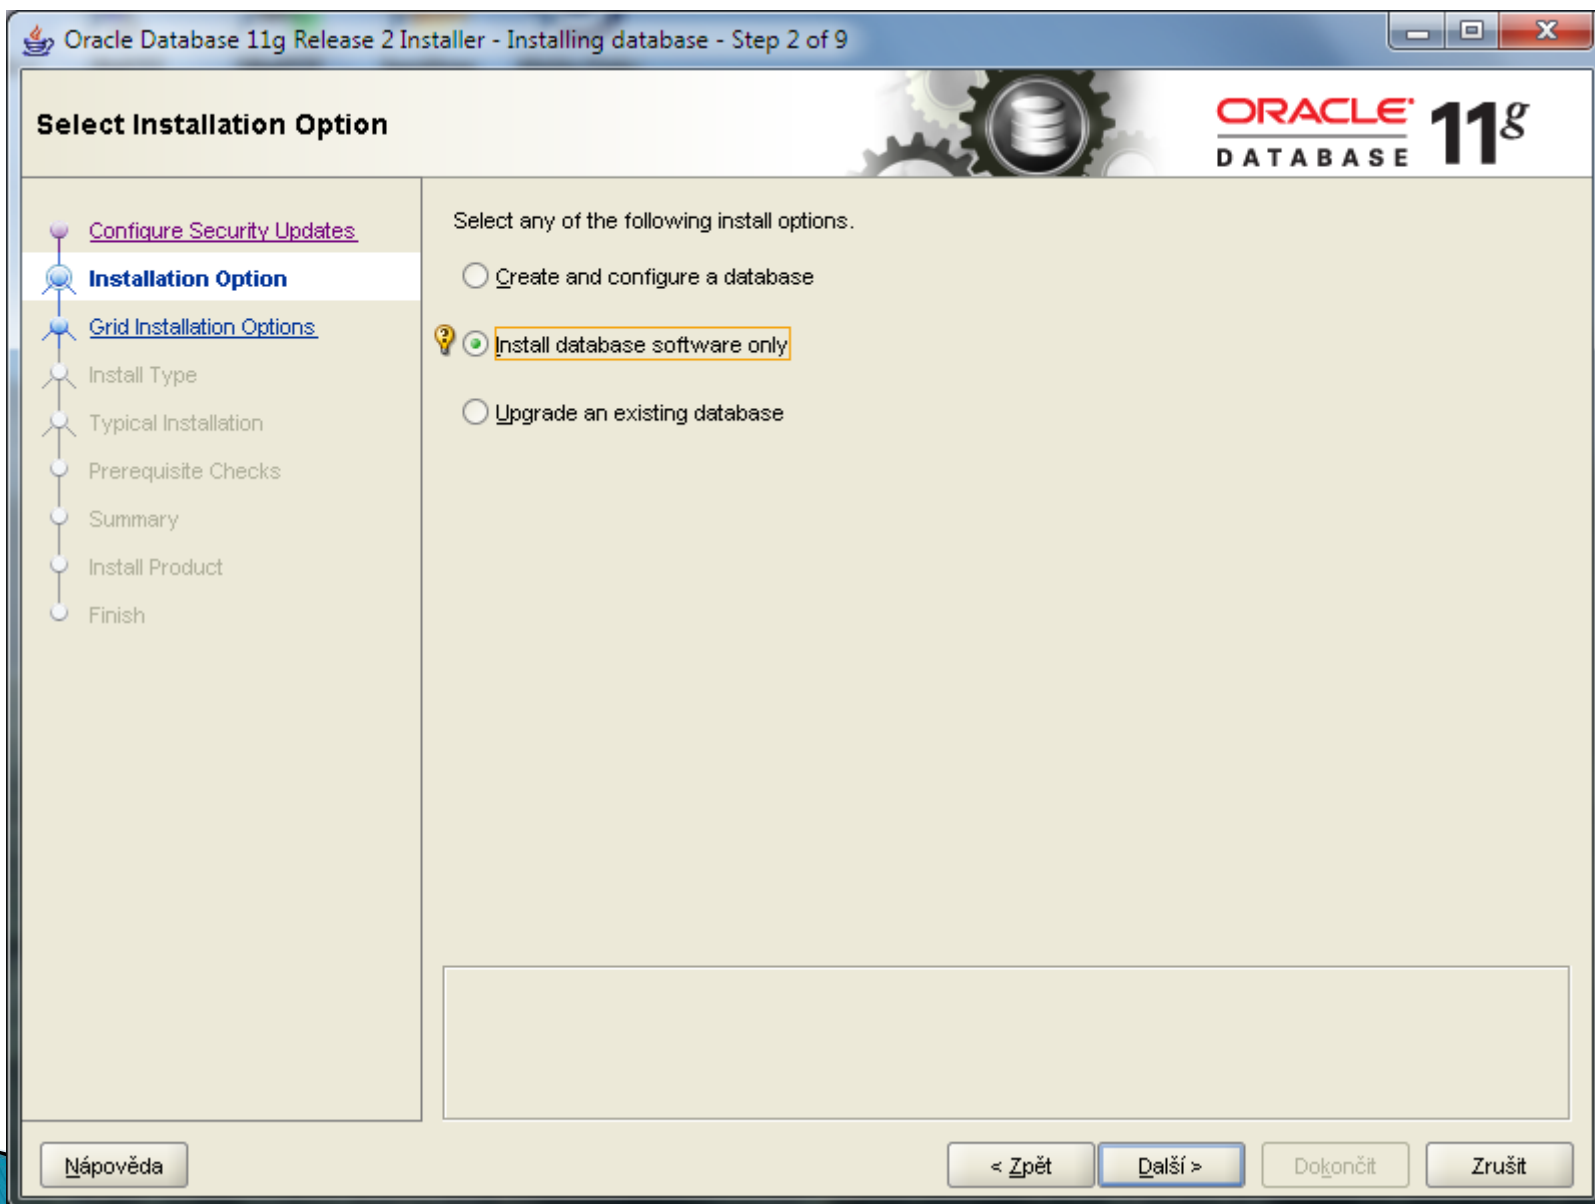 Oracle Database 11g Release 2 Installer - Installing database - Step 2 of 9
Select Installation Option
ORACLE DATABASE 11g
Configure Security Updates
Installation Option
Grid Installation Options
Install Type
Typical Installation
Prerequisite Checks
Summary
Install Product
Finish
Select any of the following install options.
Create and configure a database
Install database software only
Upgrade an existing database
Nápověda
< Zpět
Další >
Dokončit
Zrušit